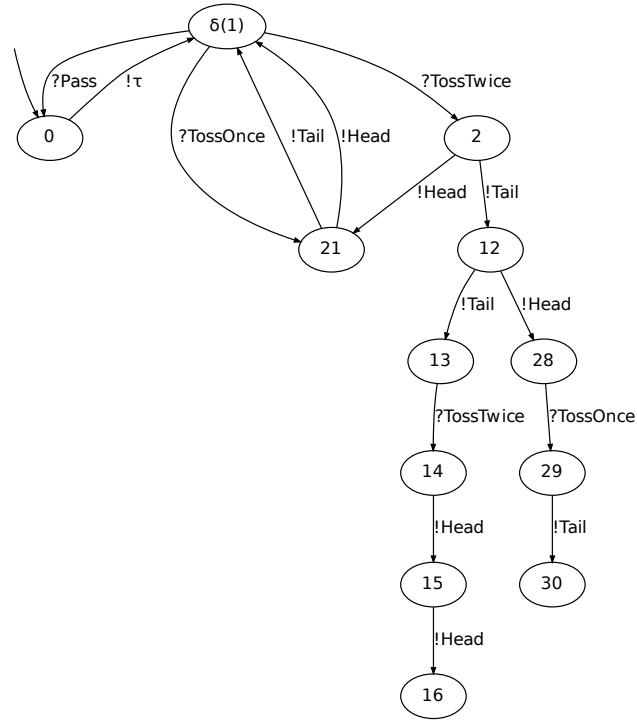 δ(1)
?Pass
!τ
?TossTwice
0
?TossOnce
!Tail
!Head
2
!Head
!Tail
21
12
!Tail
!Head
13
28
?TossTwice
?TossOnce
14
29
!Head
!Tail
15
30
!Head
16